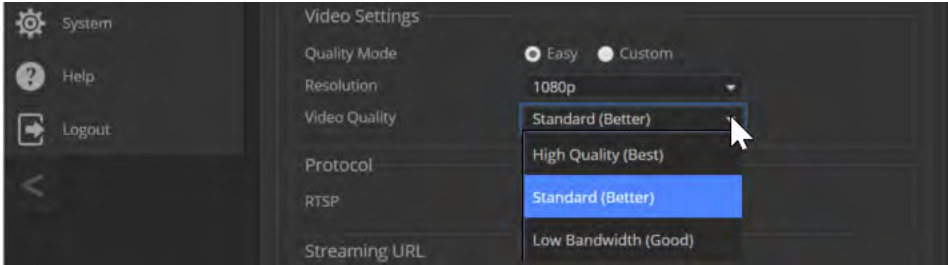 System
Help
Logout
<
Video Settings
Quality Mode
Easy
Custom
Resolution
1080p
Video Quality
Standard (Better)
High Quality (Best)
Standard (Better)
Low Bandwidth (Good)
Protocol
RTSP
Streaming URL